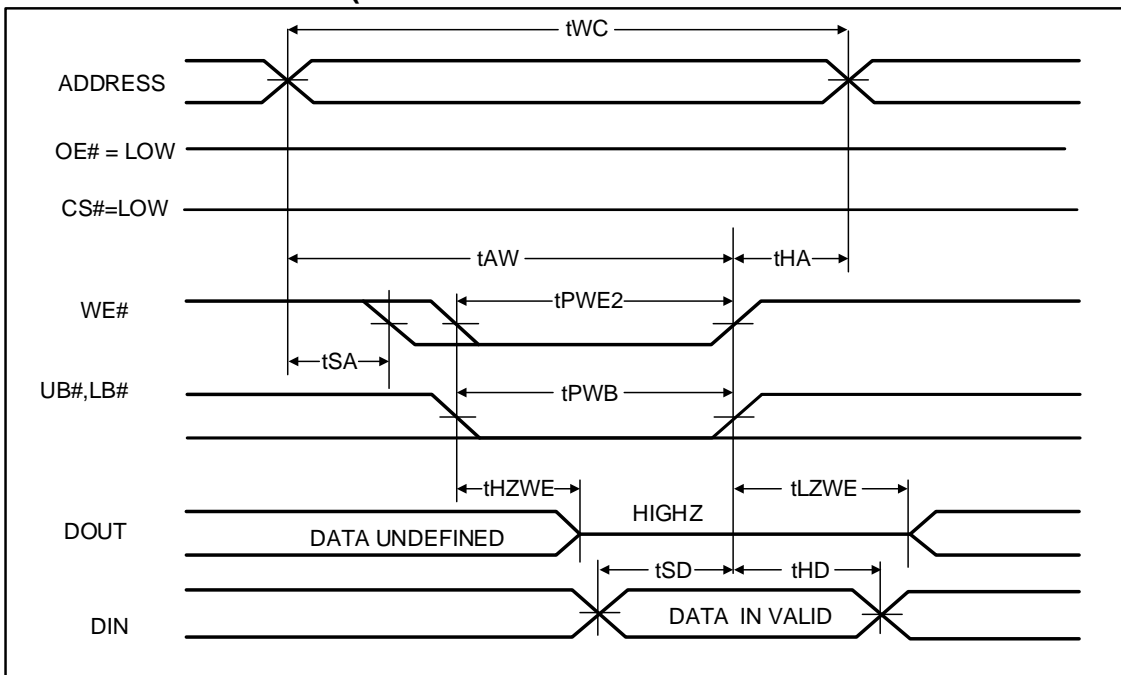 tWC
ADDRESS
OE# = LOW
CS#=LOW
tAW
tHA
WE#
tPWE2
tSA
UB#,LB#
tPWB
tHZWE
tLZWE
HIGHZ
DOUT
DATA UNDEFINED
tSD
tHD
DATA IN VALID
DIN